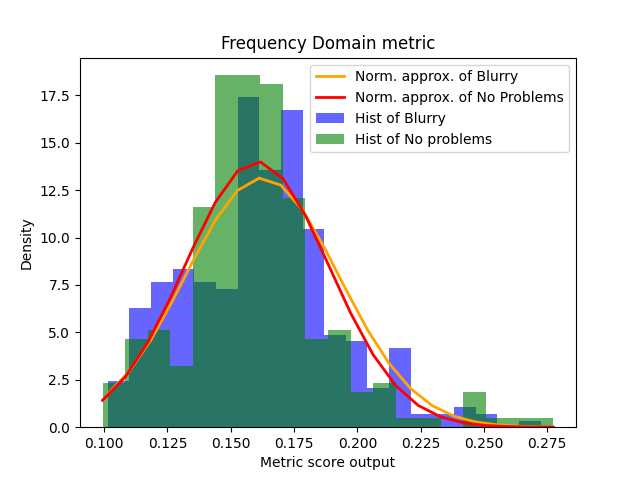 Frequency Domain metric
Norm. approx. of Blurry
Norm. approx. of No Problems
Hist of Blurry
Hist of No problems
Density
17.5
15.0
12.5
10.0
7.5
5.0
2.5
0.0
0.100 0.125 0.150 0.175 0.200 0.225 0.250 0.275
Metric score output